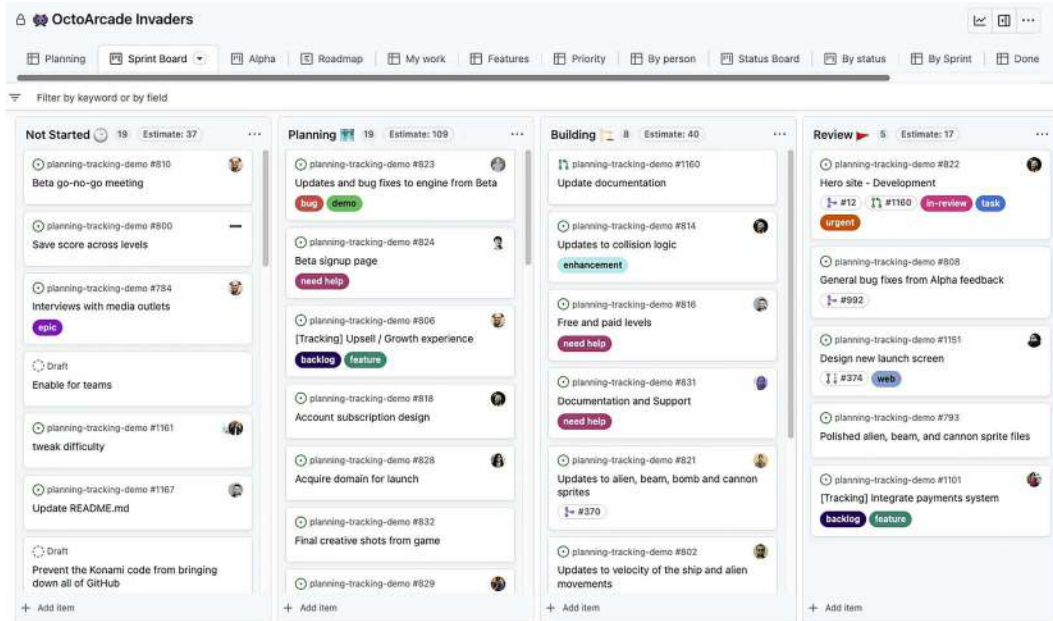 OctoArcade Invaders
Planning
Sprint Board
Alpha
Roadmap
My work
Features
Priority
By person
Status Board
By status
By Sprint
Done
Filter by keyword or by field
Not Started 19 Estimate: 37
planning-tracking-demo #810
Beta go-no-go meeting
planning-tracking-demo #800
Save score across levels
planning-tracking-demo #784
Interviews with media outlets
epic
Draft
Enable for teams
planning-tracking-demo #1161
tweak difficulty
planning-tracking-demo #1167
Update README.md
Draft
Prevent the Konami code from bringing
down all of GitHub
+ Add item
Planning 19 Estimate: 109
planning-tracking-demo #823
Updates and bug fixes to engine from Beta
bug demo
planning-tracking-demo #824
Beta signup page
need help
planning-tracking-demo #806
[Tracking] Upsell / Growth experience
backlog feature
planning-tracking-demo #818
Account subscription design
planning-tracking-demo #828
Acquire domain for launch
planning-tracking-demo #832
Final creative shots from game
planning-tracking-demo #829
+ Add item
Building 8 Estimate: 40
planning-tracking-demo #1160
Update documentation
planning-tracking-demo #814
Updates to collision logic
enhancement
planning-tracking-demo #816
Free and paid levels
need help
planning-tracking-demo #831
Documentation and Support
need help
planning-tracking-demo #821
Updates to alien, beam, bomb and cannon
sprites
#370
planning-tracking-demo #802
Updates to velocity of the ship and alien
movements
+ Add item
Review 5 Estimate: 17
planning-tracking-demo #822
Hero site - Development
#12 #1160 in-review task
urgent
planning-tracking-demo #808
General bug fixes from Alpha feedback
#992
planning-tracking-demo #1151
Design new launch screen
#374 web
planning-tracking-demo #793
Polished alien, beam, and cannon sprite files
planning-tracking-demo #1101
[Tracking] Integrate payments system
backlog feature
+ Add item